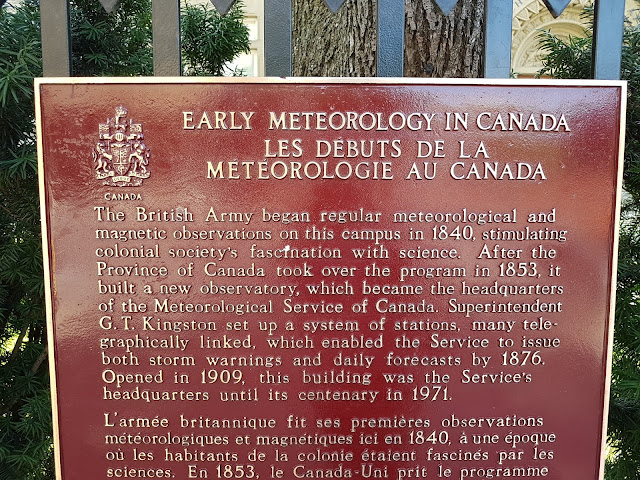 EARLY METEOROLOGY IN CANADA
LES DÉBUTS DE LA
MÉTÉOROLOGIE AU CANADA
CANADA
The British Army began regular meteorological and
magnetic observations on this campus in 1840, stimulating
colonial society's fascination with science. After the
Province of Canada took over the program in 1853, it
built a new observatory, which became the headquarters
of the Meteorological Service of Canada. Superintendent
G. T. Kingston set up a system of stations, many tele-
graphically linked, which enabled the Service to issue
both storm warnings and daily forecasts by 1876.
Opened in 1909, this building was the Service's
headquarters until its centenary in 1971.
L'armée britannique fit ses premières observations
météorologiques et magnétiques ici en 1840, à une époque
où les habitants de la colonie étaient fascinés par les
sciences. En 1853, le Canada-Uni prit le programme